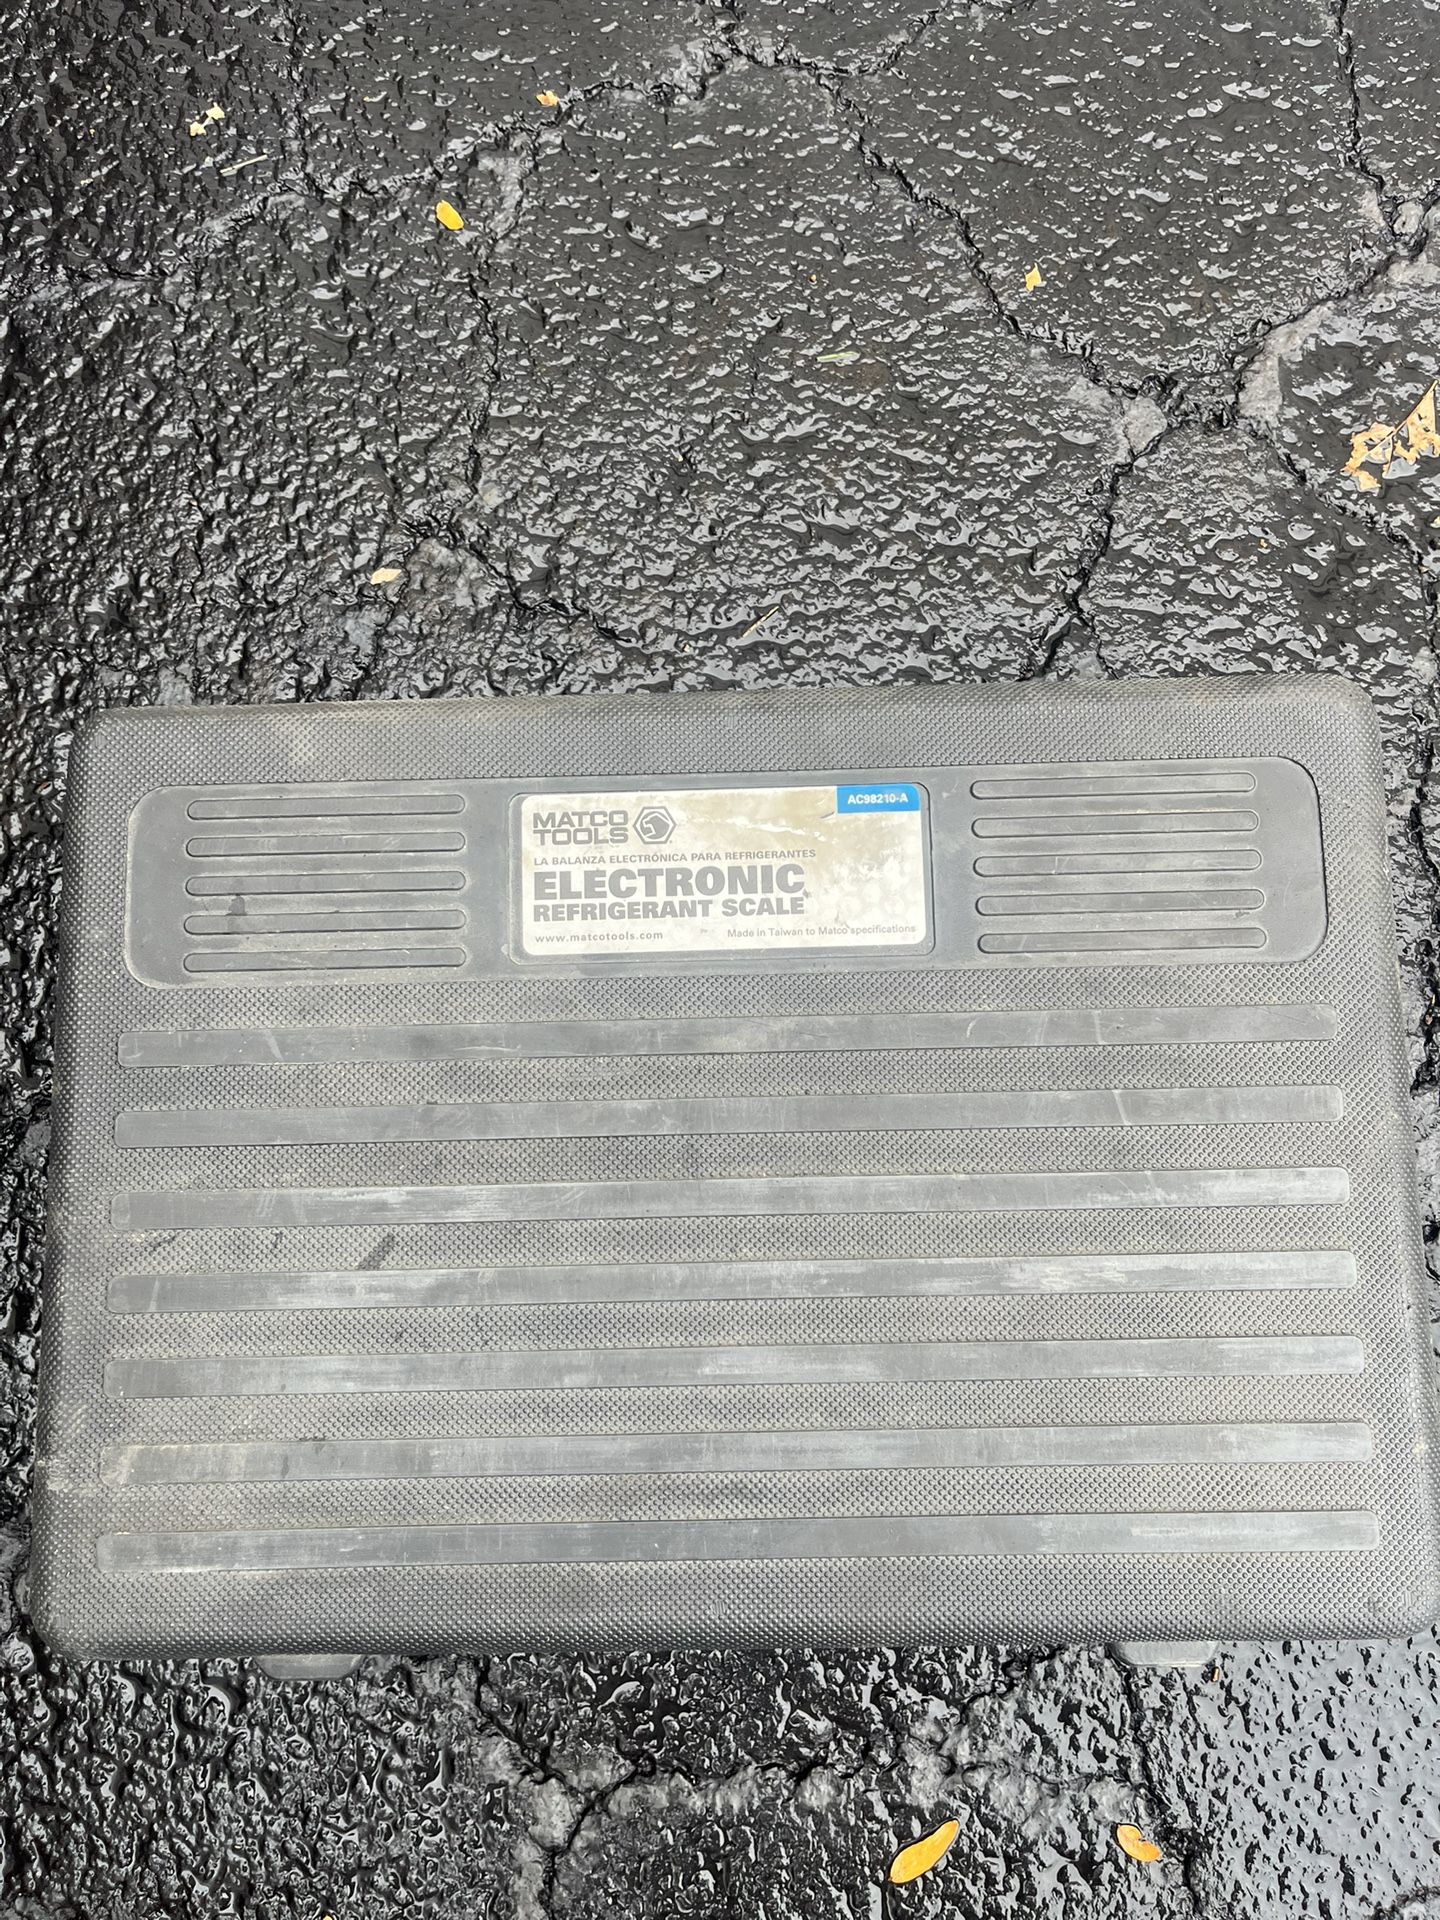 MATCO
TOOLS
AC98210-A
LA BALANZA ELECTRÓNICA PARA REFRIGERANTES
ELECTRONIC
REFRIGERANT SCALE
www.matcotools.com
Made in Taiwan to Matco specifications